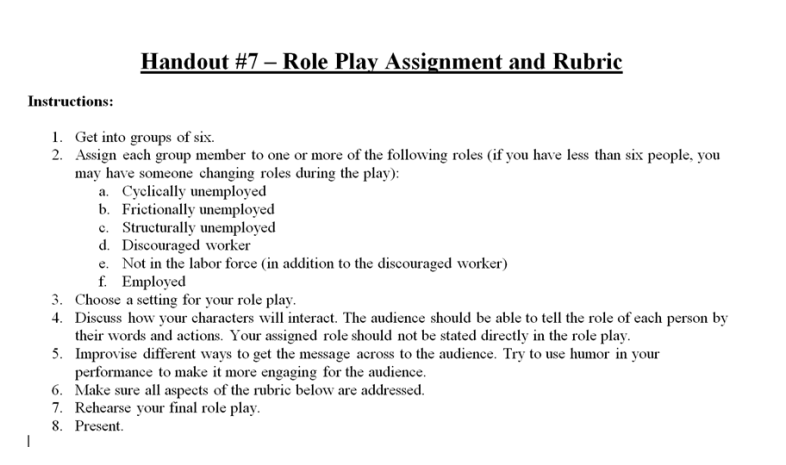 Handout #7 – Role Play Assignment and Rubric
Instructions:
1. Get into groups of six.
2. Assign each group member to one or more of the following roles (if you have less than six people, you
may have someone changing roles during the play):
a. Cyclically unemployed
b. Frictionally unemployed
c. Structurally unemployed
d. Discouraged worker
e. Not in the labor force (in addition to the discouraged worker)
f. Employed
3. Choose a setting for your role play.
4. Discuss how your characters will interact. The audience should be able to tell the role of each person by
their words and actions. Your assigned role should not be stated directly in the role play.
5. Improvise different ways to get the message across to the audience. Try to use humor in your
performance to make it more engaging for the audience.
6. Make sure all aspects of the rubric below are addressed.
7. Rehearse your final role play.
8. Present.